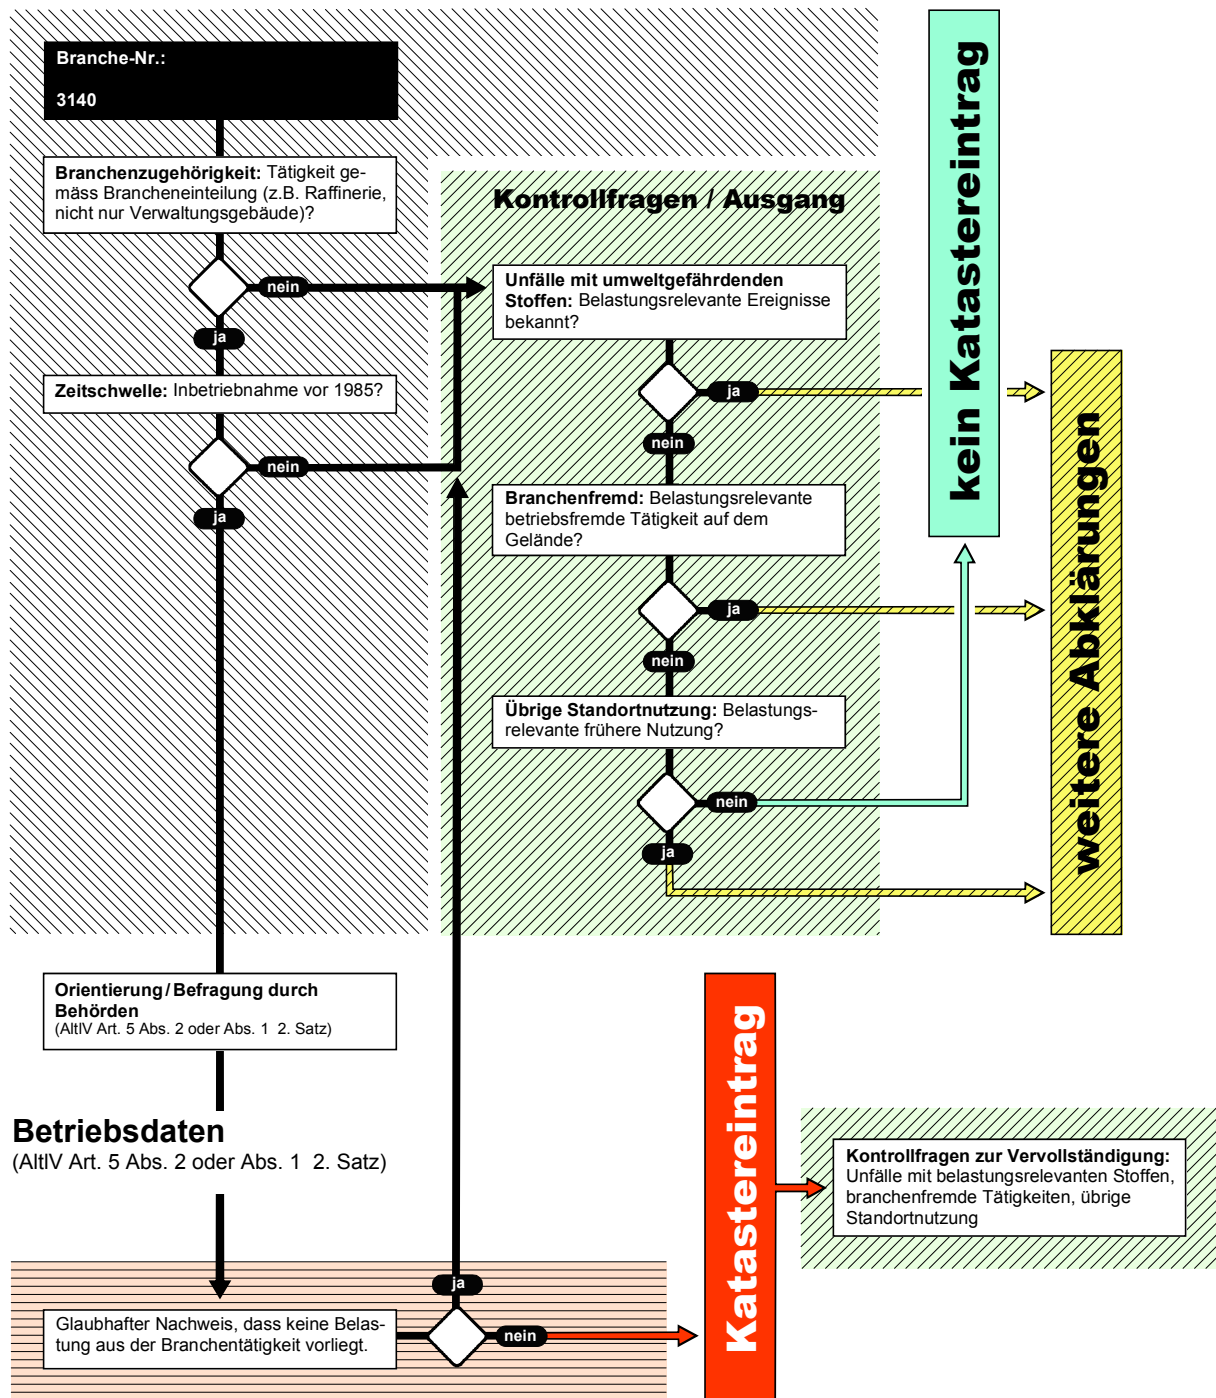 Branche-Nr.:
3140
Branchenzugehörigkeit: Tätigkeit ge-
mäss Brancheneinteilung (z.B. Raffinerie,
nicht nur Verwaltungsgebäude)?
nein
ja
Zeitschwelle: Inbetriebnahme vor 1985?
nein
ja
Kontrollfragen / Ausgang
Unfälle mit umweltgefährdenden
Stoffen: Belastungsrelevante Ereignisse
bekannt?
ja
nein
Branchenfremd: Belastungsrelevante
betriebsfremde Tätigkeit auf dem
Gelände?
ja
nein
Übrige Standortnutzung: Belastungs-
relevante frühere Nutzung?
nein
ja
kein Katastereintrag
weitere Abklärungen
Orientierung / Befragung durch
Behörden
(AltlV Art. 5 Abs. 2 oder Abs. 1 2. Satz)
Betriebsdaten
(AltlV Art. 5 Abs. 2 oder Abs. 1 2. Satz)
ja
Glaubhafter Nachweis, dass keine Belas-
tung aus der Branchentätigkeit vorliegt.
nein
Katastereintrag
Kontrollfragen zur Vervollständigung:
Unfälle mit belastungsrelevanten Stoffen,
branchenfremde Tätigkeiten, übrige
Standortnutzung